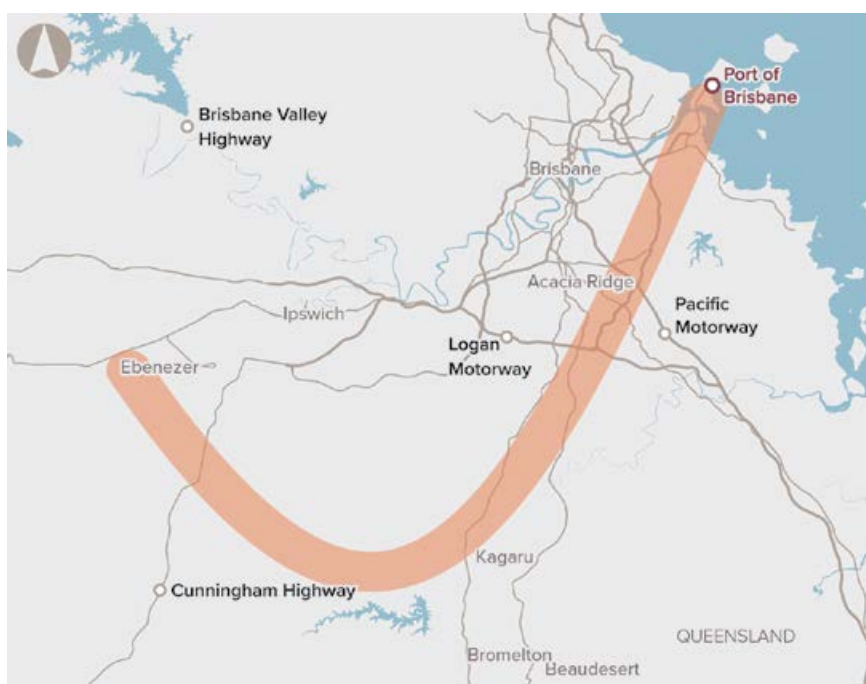 Port of
Brisbane
Brisbane Valley
Highway
Brisbane
Acacia Ridge
Ipswich
Pacific
Motorway
Logan
Motorway
Ebenezer
Kagaru
Cunningham Highway
QUEENSLAND
Bromelton
Beaudesert